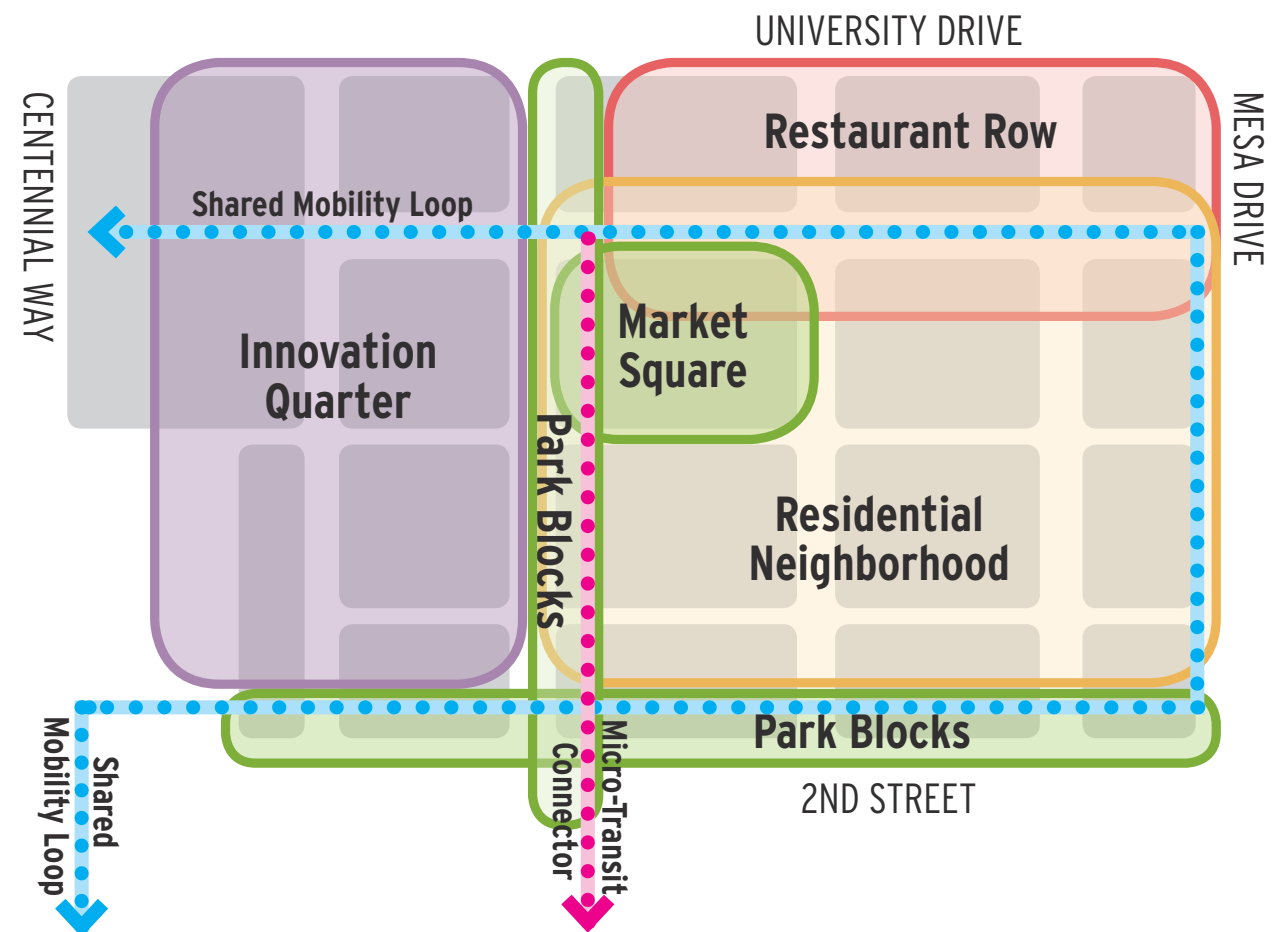 UNIVERSITY DRIVE
CENTENNIAL WAY
MESA DRIVE
Restaurant Row
Shared Mobility Loop
Innovation
Quarter
Market
Square
Park Blocks
Residential
Neighborhood
Park Blocks
2ND STREET
Shared
Mobility Loop
Micro-Transit
Connector